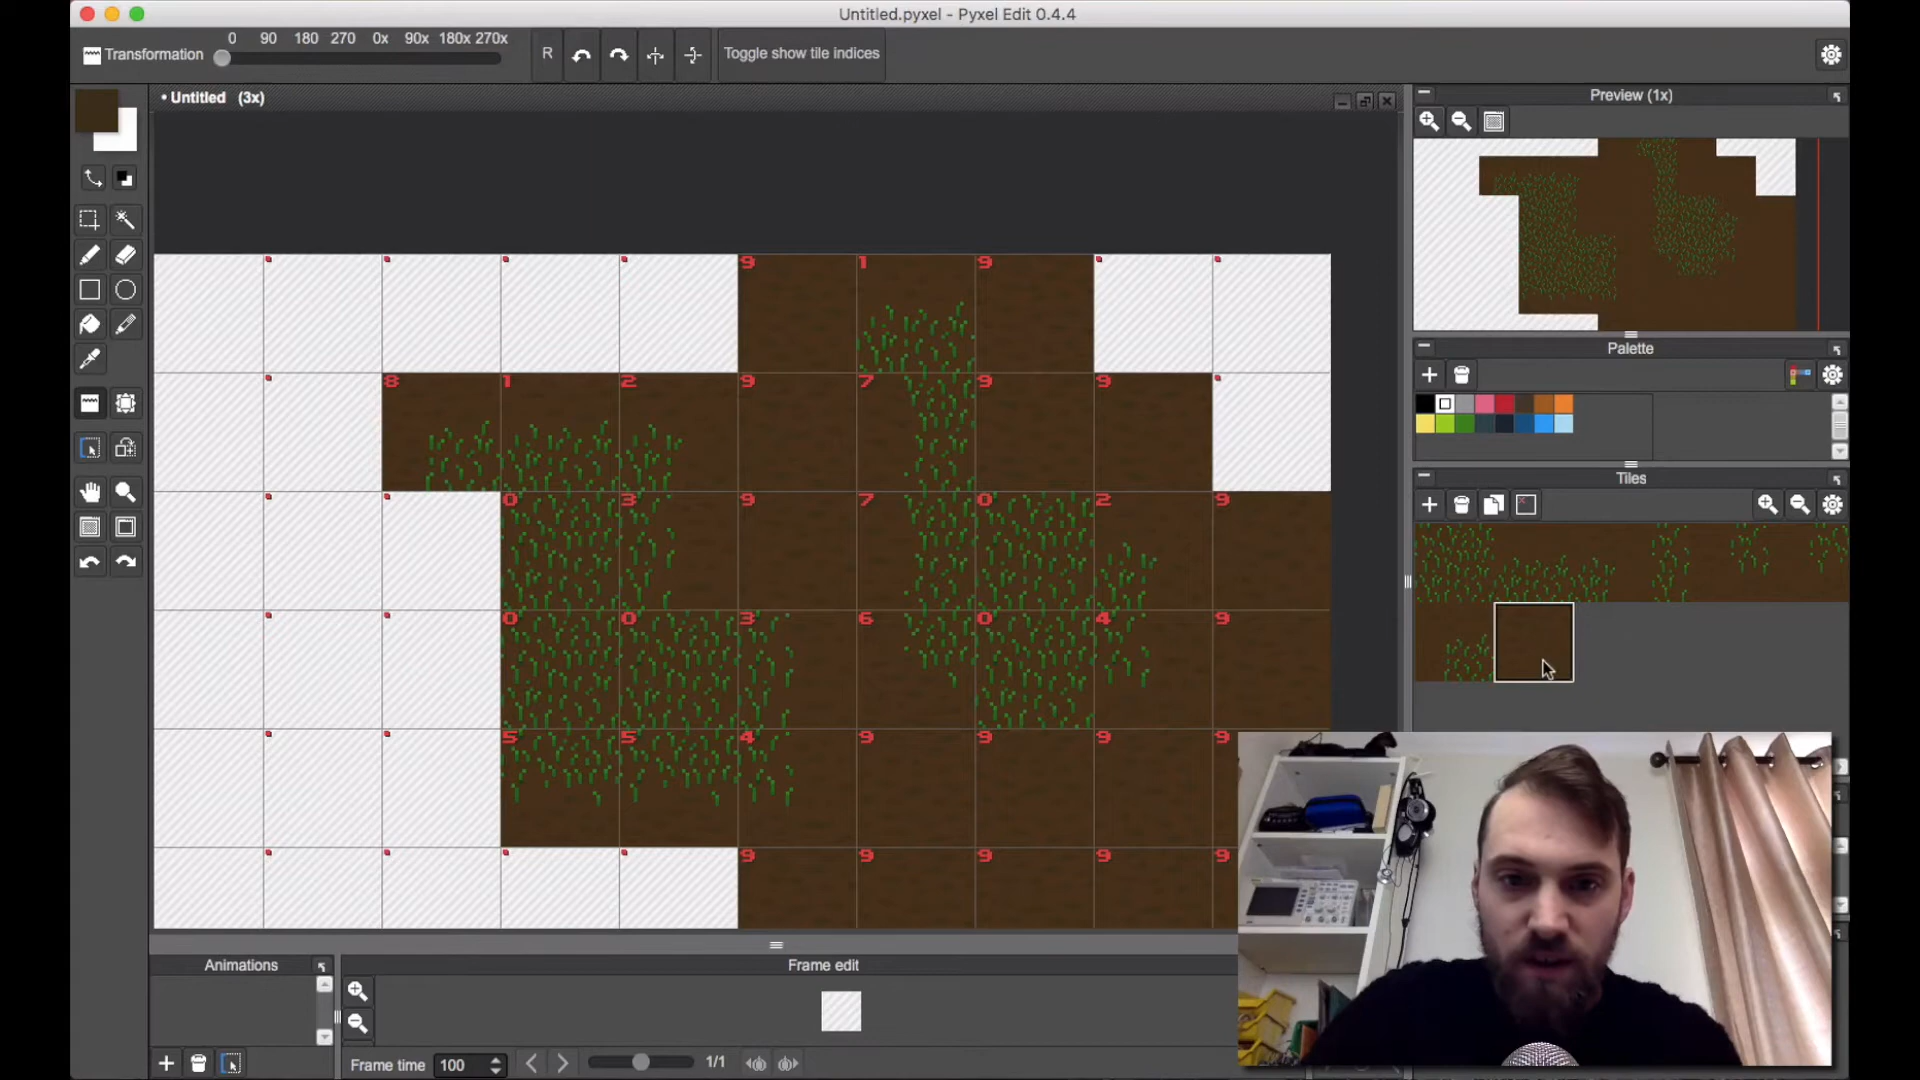 Untitled.pyxel - Pyxel Edit 0.4.4
Transformation
0 90 180 270 0x 90x 180x 270x
R
Toggle show tile indices
• Untitled (3x)
Preview (1x)
Palette
Tiles
9 1 9
8 1 2 9 7 9 9
0 3 9 7 0 2 9
0 0 3 6 0 4 9
5 5 4 9 9 9 9
9 9 9 9 9
Animations
Frame edit
Frame time 100
1/1